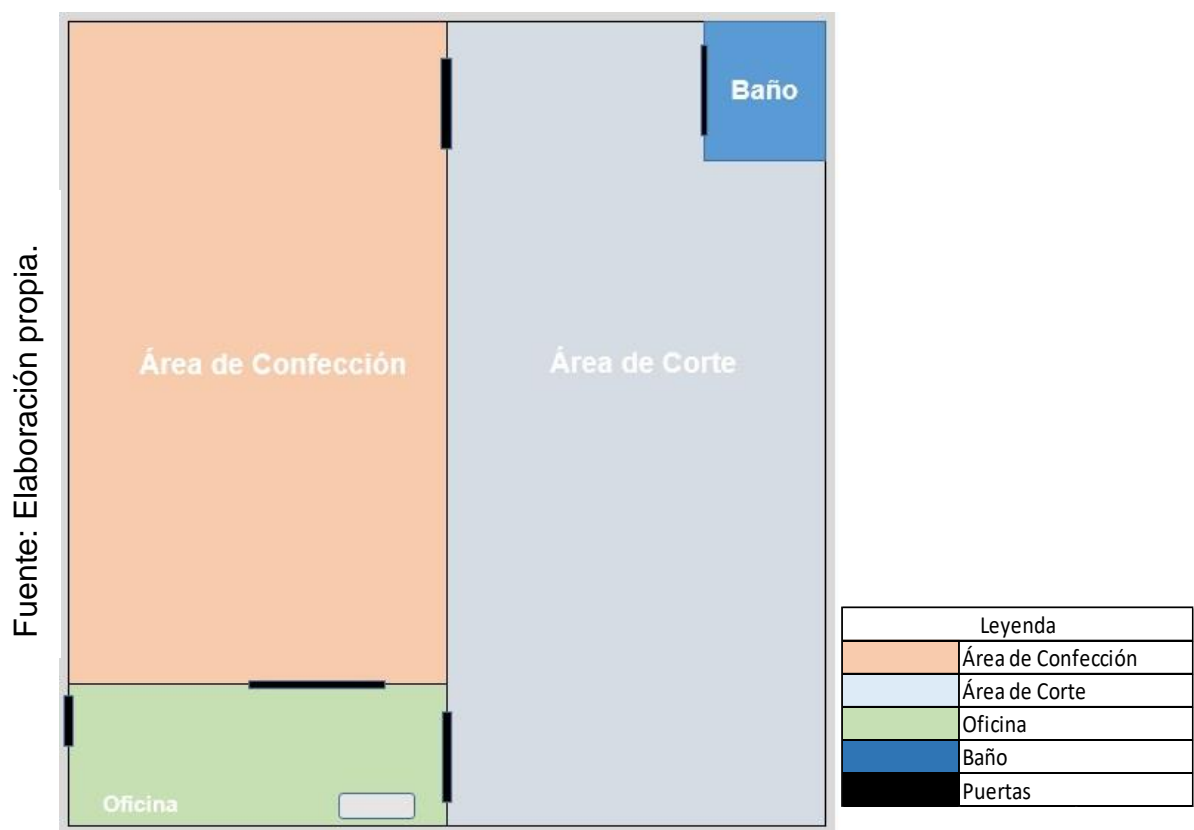 Baño
Área de Confección
Área de Corte
Oficina
Fuente: Elaboración propia.
Leyenda
Área de Confección
Área de Corte
Oficina
Baño
Puertas